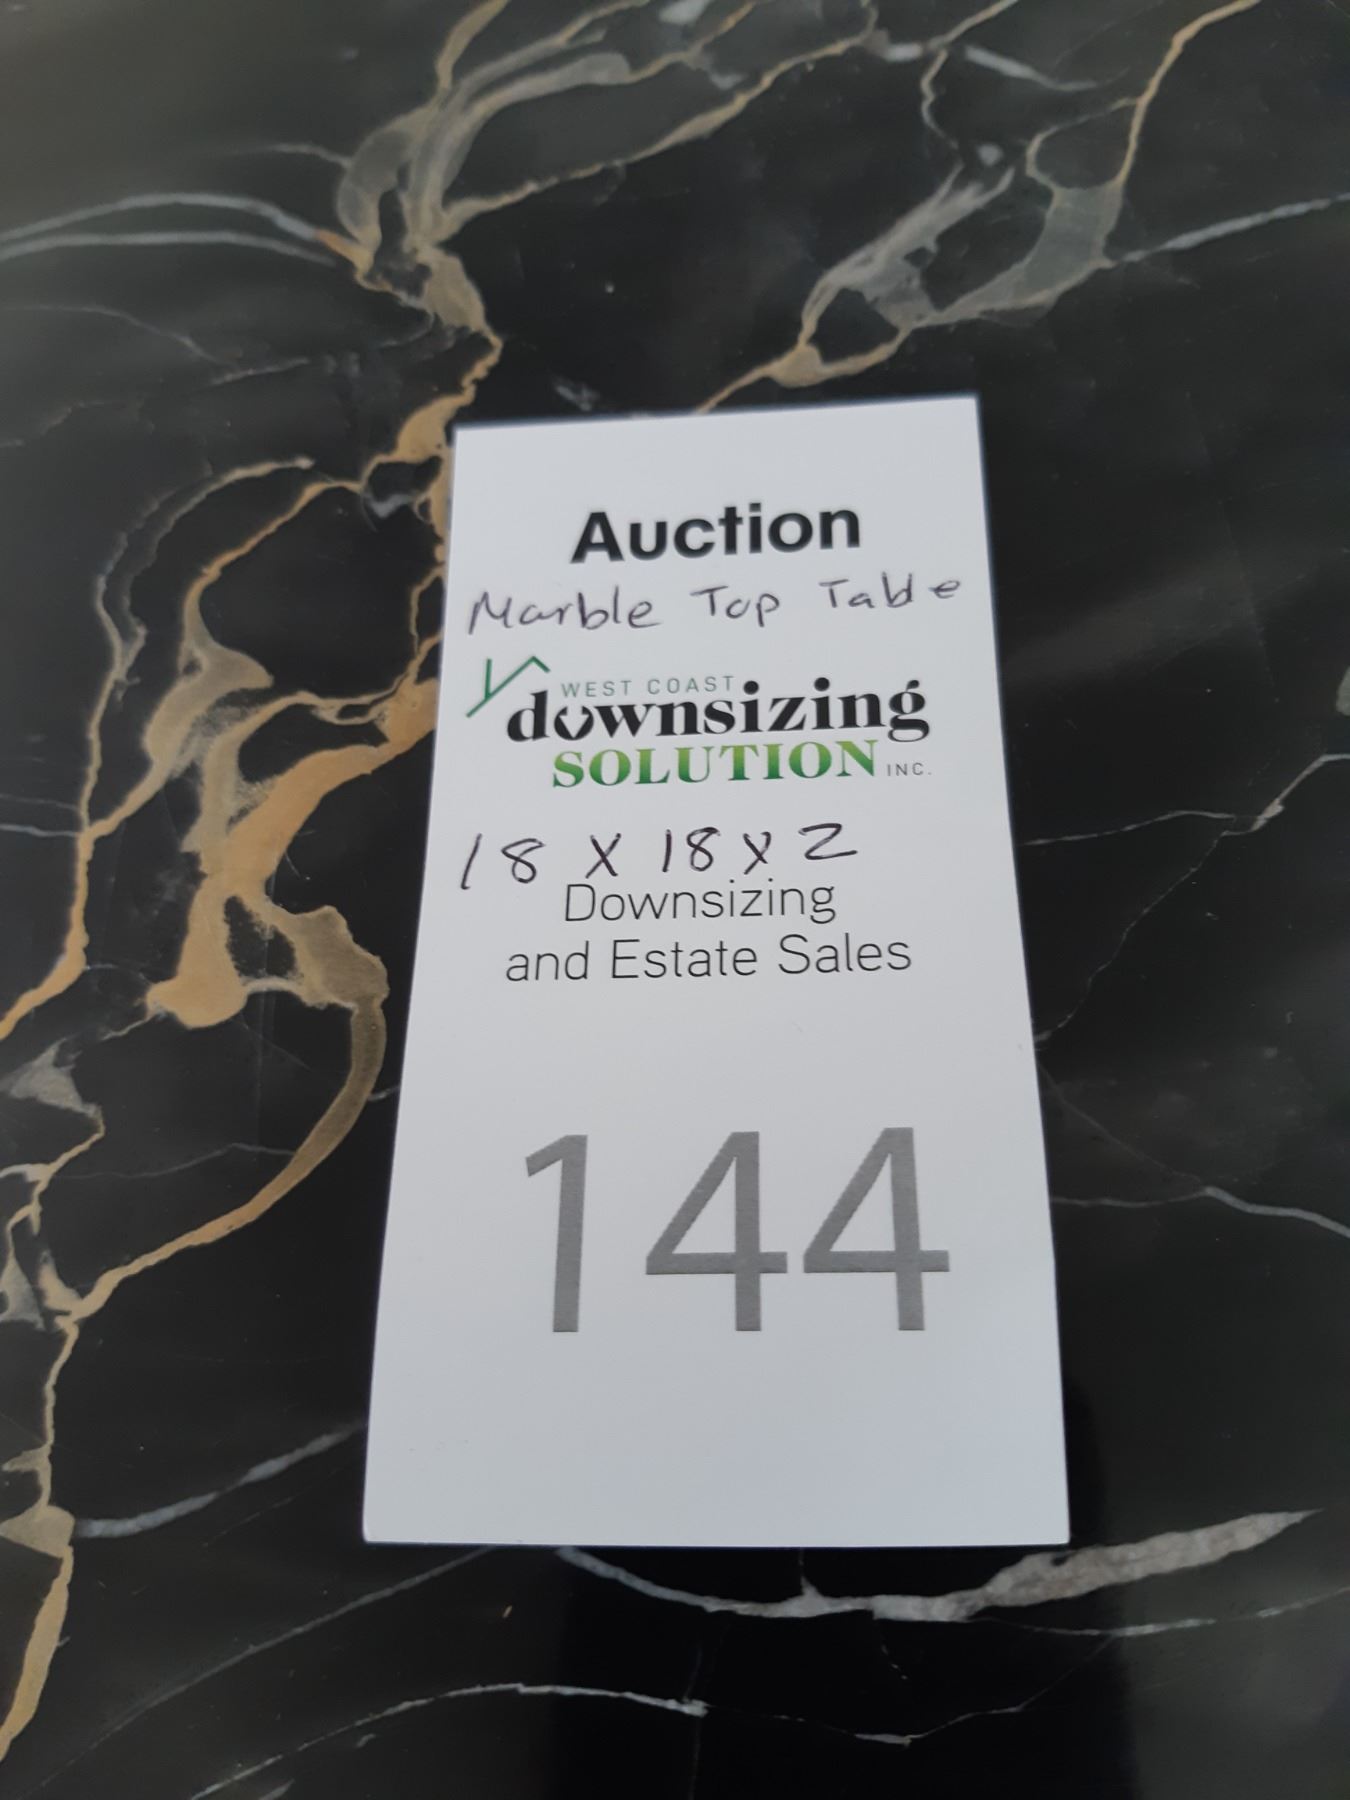 Auction
Marble Top Table
WEST COAST
downsizing
SOLUTION INC.
18 x 18 x 2
Downsizing
and Estate Sales
144